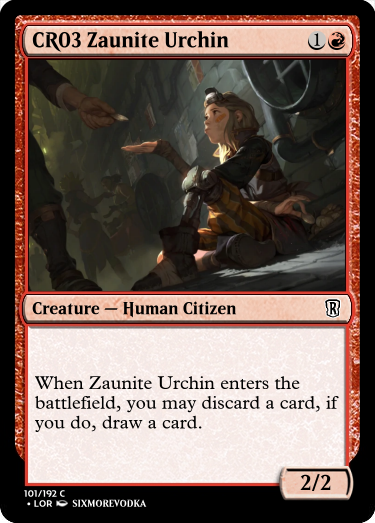 CR03 Zaunite Urchin 1
Creature — Human Citizen R
When Zaunite Urchin enters the
battlefield, you may discard a card, if
you do, draw a card.
2/2
101/192 C
• LOR SIXMOREVODKA